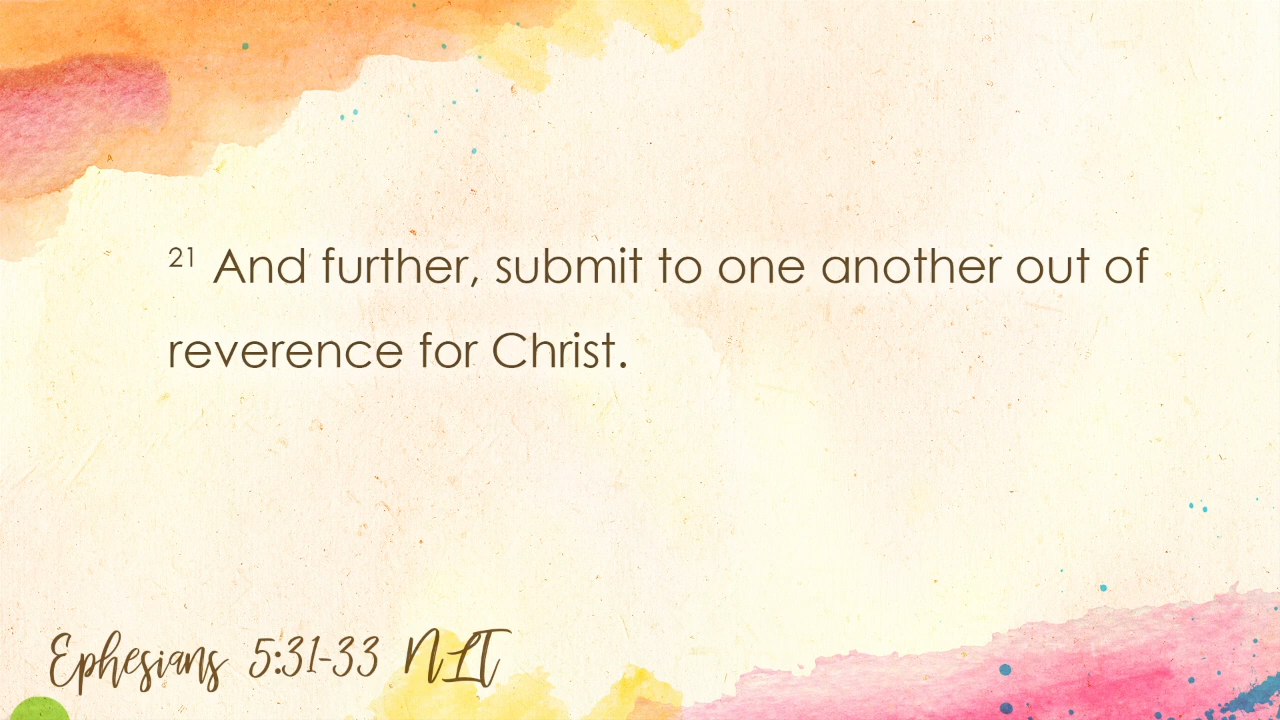 21 And further, submit to one another out of
reverence for Christ.
Ephesians 5:31-33 NLT